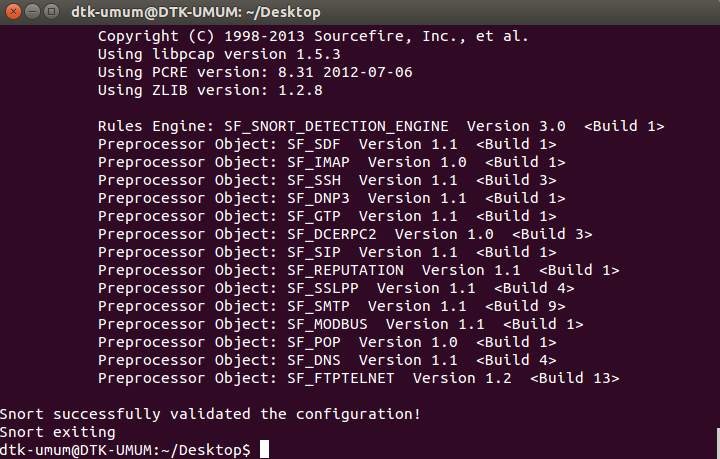 dtk-umum@DTK-UMUM: ~/Desktop
Copyright (C) 1998-2013 Sourcefire, Inc., et al.
Using libpcap version 1.5.3
Using PCRE version: 8.31 2012-07-06
Using ZLIB version: 1.2.8
Rules Engine: SF_SNORT_DETECTION_ENGINE  Version 3.0  <Build 1>
Preprocessor Object: SF_SDF  Version 1.1  <Build 1>
Preprocessor Object: SF_IMAP  Version 1.0  <Build 1>
Preprocessor Object: SF_SSH  Version 1.1  <Build 3>
Preprocessor Object: SF_DNP3  Version 1.1  <Build 1>
Preprocessor Object: SF_GTP  Version 1.1  <Build 1>
Preprocessor Object: SF_DCERPC2  Version 1.0  <Build 3>
Preprocessor Object: SF_SIP  Version 1.1  <Build 1>
Preprocessor Object: SF_REPUTATION  Version 1.1  <Build 1>
Preprocessor Object: SF_SSLPP  Version 1.1  <Build 4>
Preprocessor Object: SF_SMTP  Version 1.1  <Build 9>
Preprocessor Object: SF_MODBUS  Version 1.1  <Build 1>
Preprocessor Object: SF_POP  Version 1.0  <Build 1>
Preprocessor Object: SF_DNS  Version 1.1  <Build 4>
Preprocessor Object: SF_FTPTELNET  Version 1.2  <Build 13>
Snort successfully validated the configuration!
Snort exiting
dtk-umum@DTK-UMUM:~/Desktop$